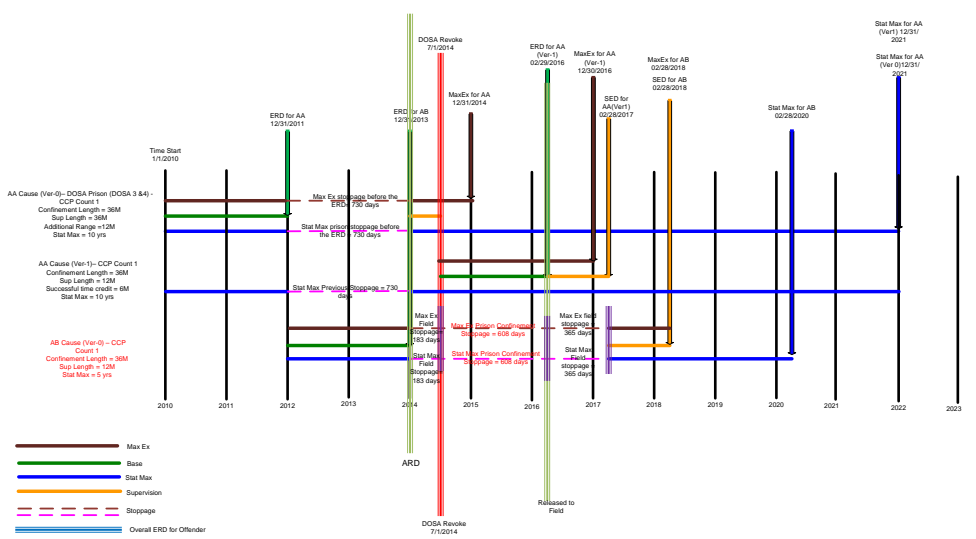 DOSA Revoke
7/1/2014
ERD for AA
(Ver-1)
02/29/2016
MaxEx for AA
(Ver-1)
12/30/2016
MaxEx for AB
02/28/2018
SED for AB
02/28/2018
Stat Max for AA
(Ver1) 12/31/
2021
Stat Max for AA
(Ver 0)12/31/
2021
MaxEx for AA
12/31/2014
SED for
AA(Ver1)
02/28/2017
ERD for AA
12/31/2011
ERD for AB
12/31/2013
Stat Max for AB
02/28/2020
Time Start
1/1/2010
AA Cause (Ver-0)– DOSA Prison (DOSA 3 &4) -
CCP Count 1
Confinement Length = 36M
Sup Length = 36M
Additional Range =12M
Stat Max = 10 yrs
Max Ex stoppage before the
ERD= 730 days
Stat Max prison stoppage before
the ERD = 730 days
AA Cause (Ver-1)– CCP Count 1
Confinement Length = 36M
Sup Length = 12M
Successful time credit = 6M
Stat Max = 10 yrs
Stat Max Previous Stoppage = 730
days
AB Cause (Ver-0) – CCP
Count 1
Confinement Length = 36M
Sup Length = 12M
Stat Max = 5 yrs
Max Ex
Field
Stoppage=
183 days
Stat Max
Field
Stoppage=
183 days
Max Ex Prison Confinement
Stoppage = 608 days
Stat Max Prison Confinement
Stoppage = 608 days
Max Ex field
stoppage =
365 days
Stat Max
Field
stoppage =
365 days
2010
2011
2012
2013
2014
2015
2016
2017
2018
2019
2020
2021
2022
2023
ARD
Released to
Field
DOSA Revoke
7/1/2014
Max Ex
Base
Stat Max
Supervision
Stoppage
Overall ERD for Offender